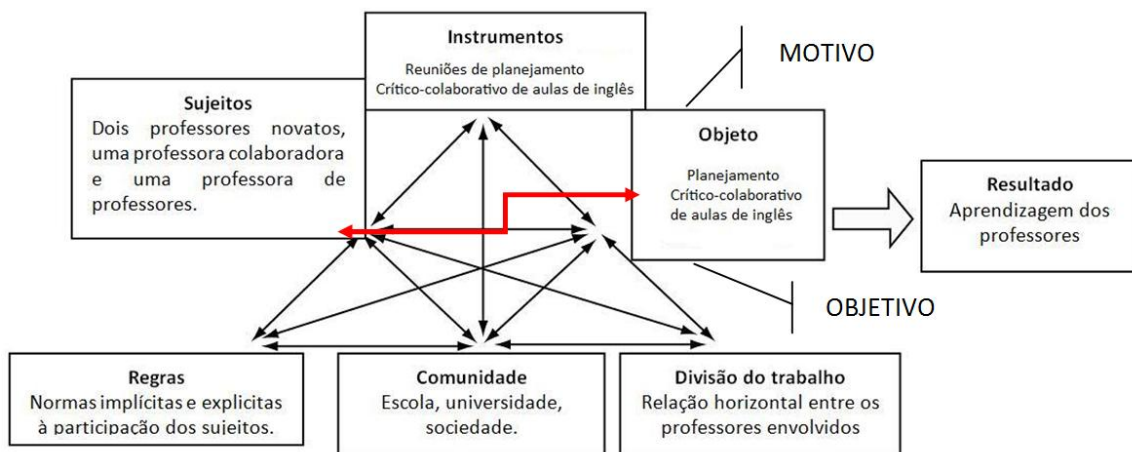 Instrumentos
Reuniões de planejamento
Crítico-colaborativo de aulas de inglês
MOTIVO
Sujeitos
Dois professores novatos,
uma professora colaboradora
e uma professora de
professores.
Objeto
Planejamento
Crítico-colaborativo
de aulas de inglês
Resultado
Aprendizagem dos
professores
OBJETIVO
Regras
Normas implícitas e explicitas
à participação dos sujeitos.
Comunidade
Escola, universidade,
sociedade.
Divisão do trabalho
Relação horizontal entre os
professores envolvidos